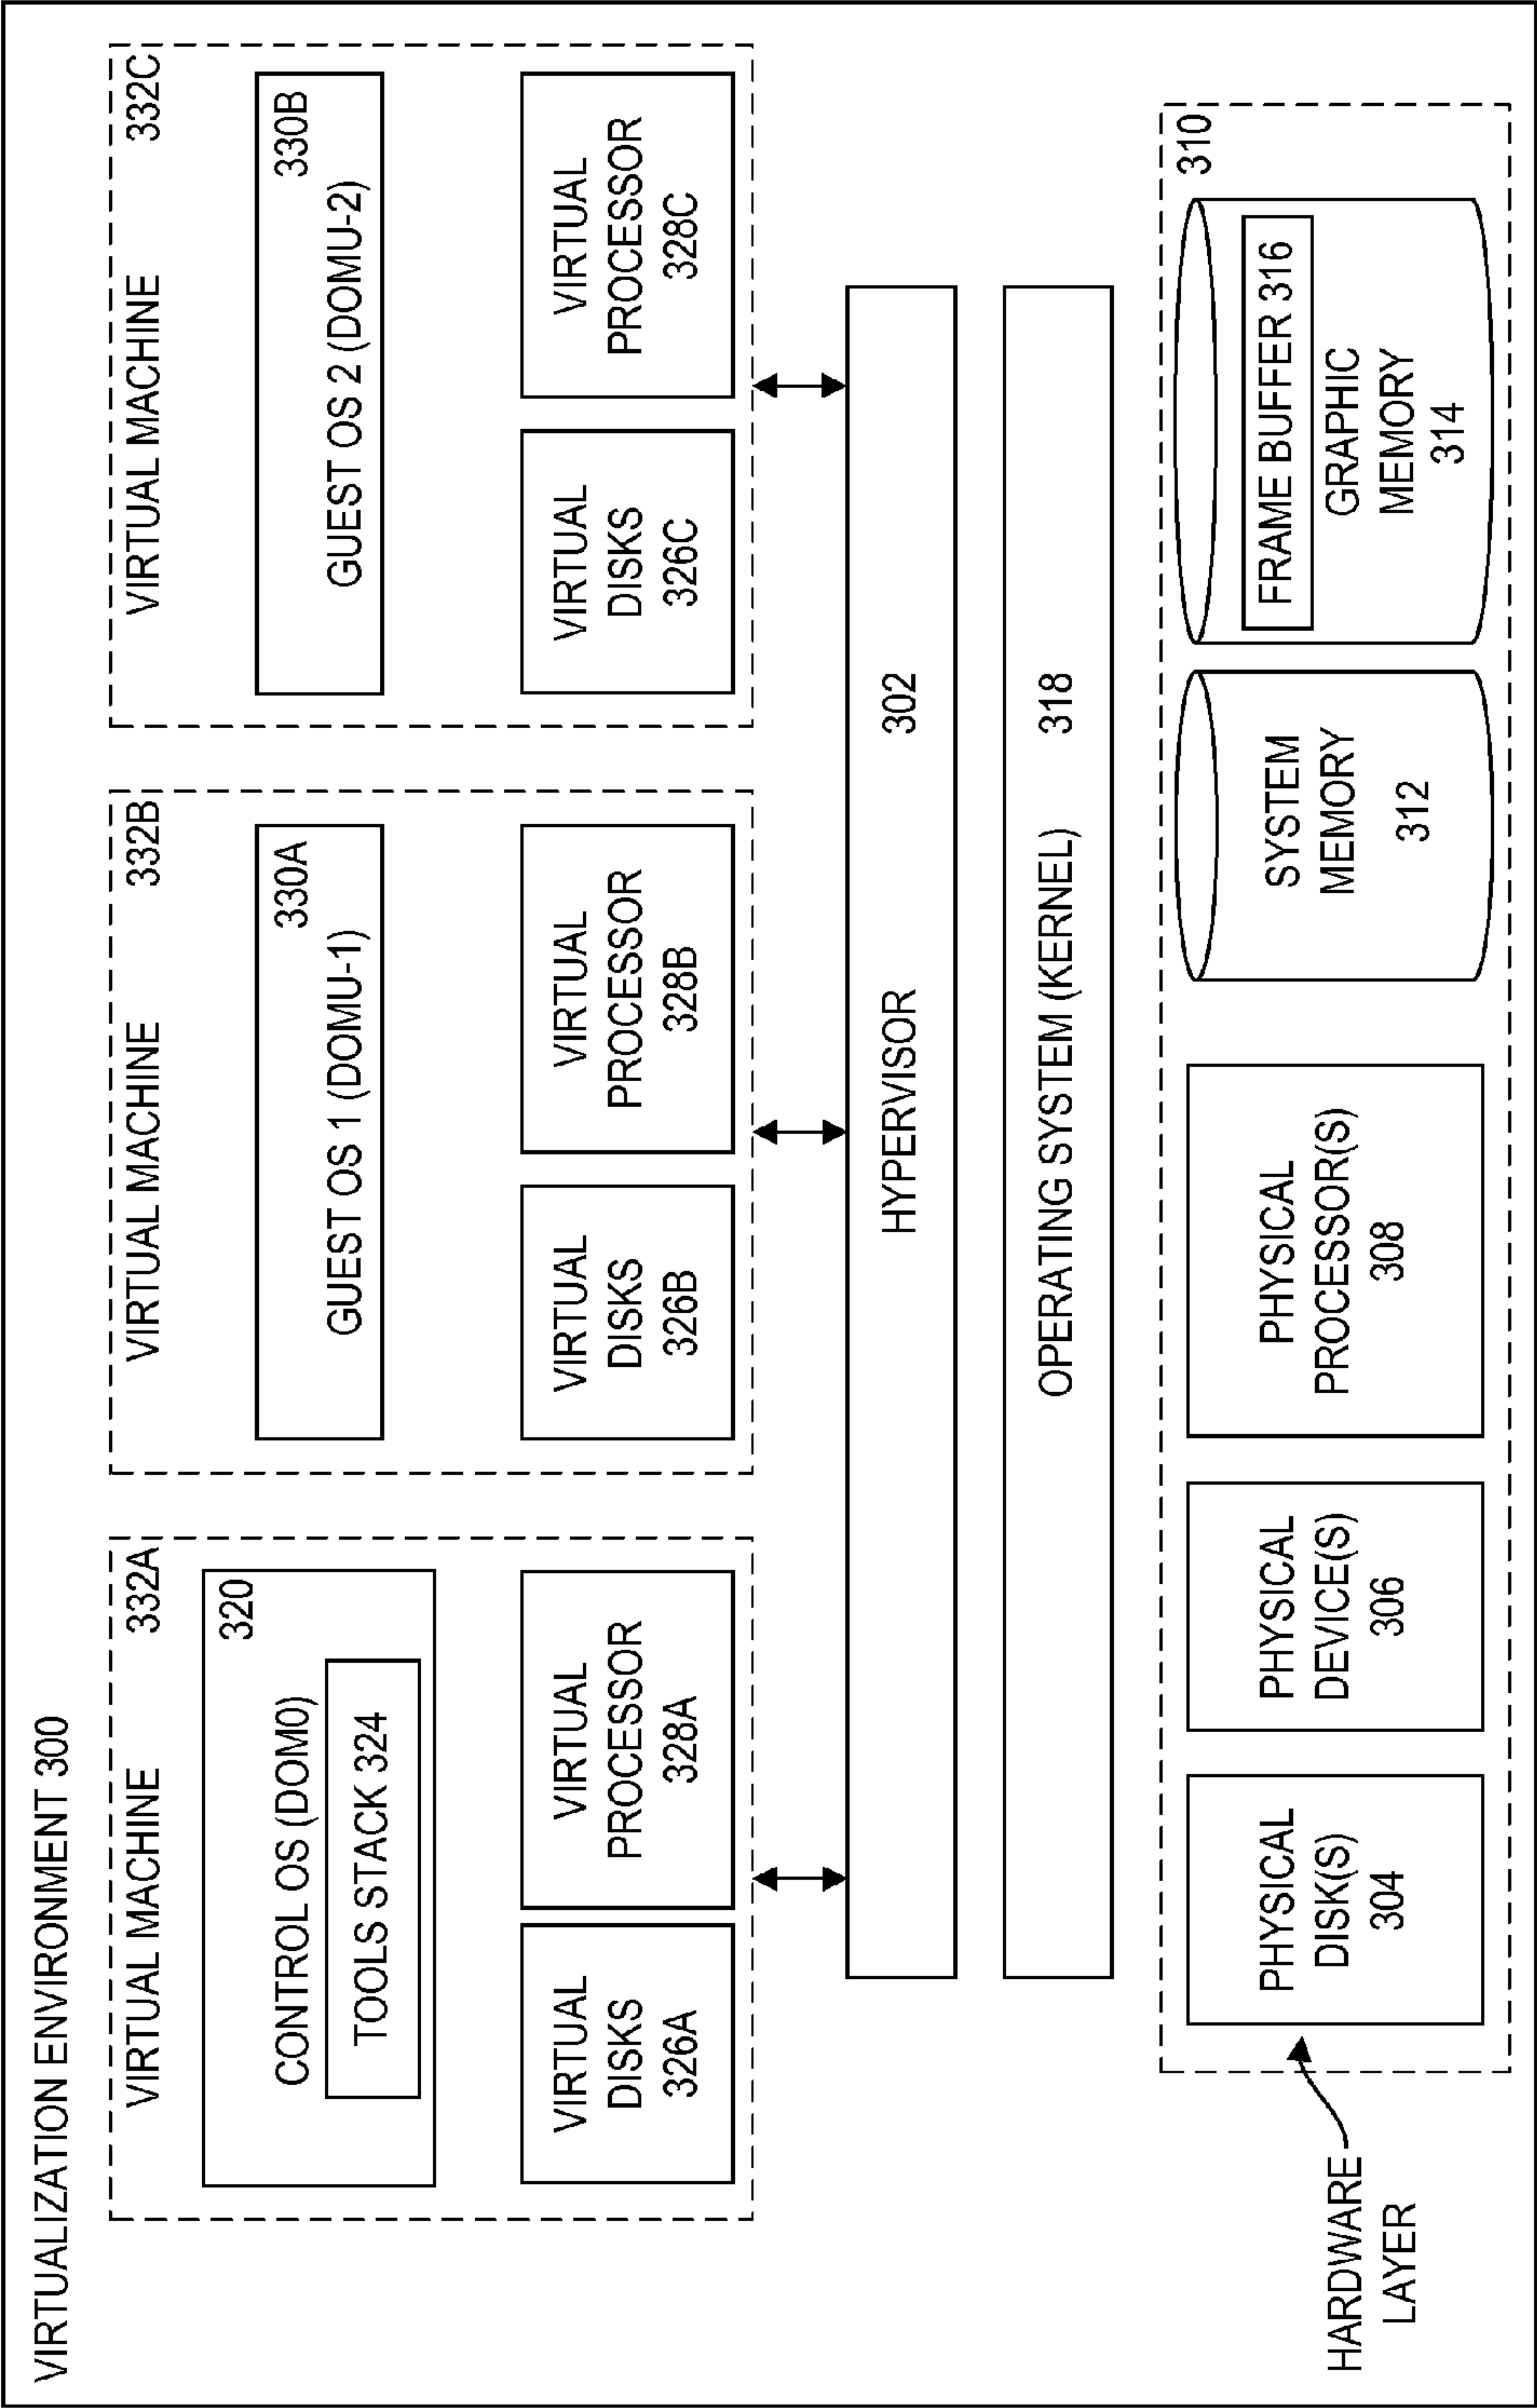 VIRTUALIZATION ENVIRONMENT 300
VIRTUAL MACHINE 332A
320
CONTROL OS (DOM0)
TOOLS STACK 324
VIRTUAL
DISKS
326A
VIRTUAL
PROCESSOR
328A
VIRTUAL MACHINE 332B
330A
GUEST OS 1 (DOMU-1)
VIRTUAL
DISKS
326B
VIRTUAL
PROCESSOR
328B
VIRTUAL MACHINE 332C
330B
GUEST OS 2 (DOMU-2)
VIRTUAL
DISKS
326C
VIRTUAL
PROCESSOR
328C
HYPERVISOR 302
OPERATING SYSTEM (KERNEL) 318
HARDWARE
LAYER
310
PHYSICAL
DISK(S)
304
PHYSICAL
DEVICE(S)
306
PHYSICAL
PROCESSOR(S)
308
SYSTEM
MEMORY
312
FRAME BUFFER 316
GRAPHIC
MEMORY
314